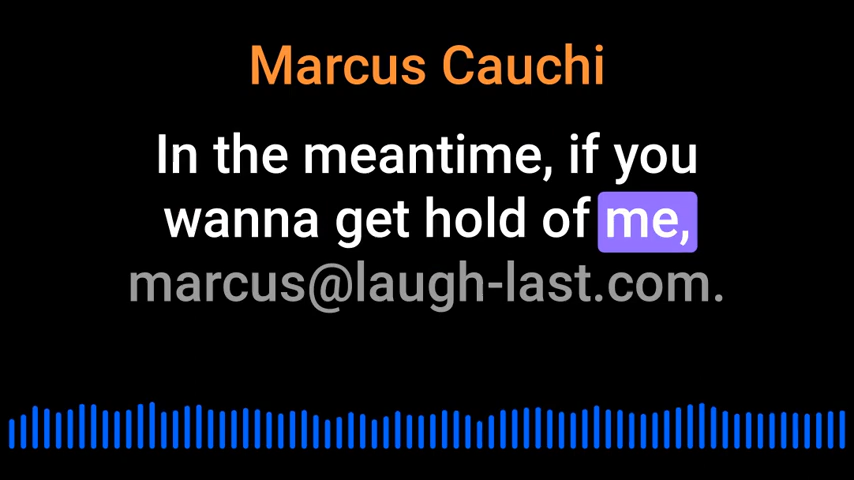 Marcus Cauchi
In the meantime, if you
wanna get hold of me,
marcus@laugh-last.com.